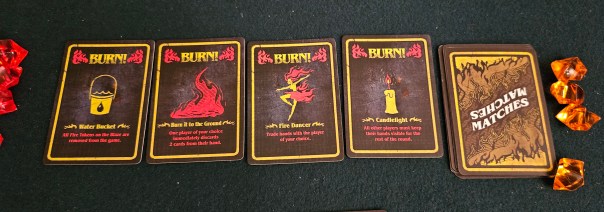 BURN!
Water Bucket
All Fire Tokens on the Blaze are
removed from the game.
BURN!
Burn It to the Ground
One player of your choice
immediately discards
2 cards from their hand.
BURN!
Fire Dancer
Trade hands with the player
of your choice.
BURN!
Candlelight
All other players must keep
their hands visible for the
rest of the round.
MATCHES
MATCHES